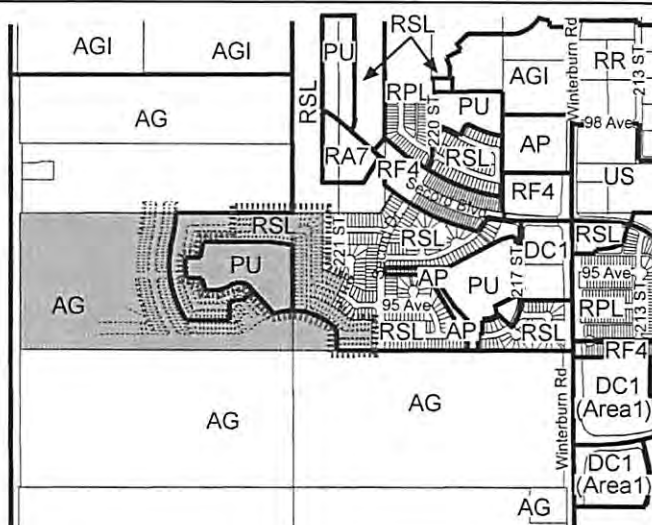 RSL
AGI
AGI
PU
RSL
AG
RPL
220 ST
PU
AGI
Winterburn Rd
RR
213 ST
98 Ave
RA7
RF4
RSL
AP
US
Secord Blvd
RF4
RSL
221 ST
RSL
DC1
RSL
PU
AP
PU
217 ST
95 Ave
AG
95 Ave
RPL
213 ST
RSL
AP
RSL
RF4
AG
AG
Winterburn Rd
DC1
(Area1)
DC1
(Area1)
AG